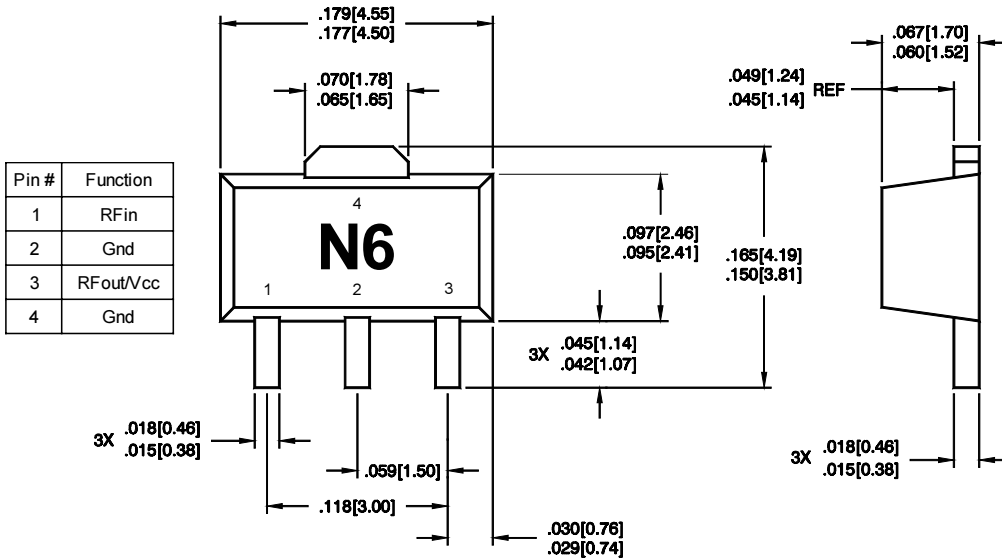 .179[4.55]
.177[4.50]
.070[1.78]
.065[1.65]
.067[1.70]
.060[1.52]
.049[1.24]
.045[1.14]
REF
Pin # Function
1 RFin
2 Gnd
3 RFout/Vcc
4 Gnd
4
N6
1 2 3
.097[2.46]
.095[2.41]
.165[4.19]
.150[3.81]
3X .045[1.14]
.042[1.07]
3X .018[0.46]
.015[0.38]
.059[1.50]
.118[3.00]
.030[0.76]
.029[0.74]
3X .018[0.46]
.015[0.38]